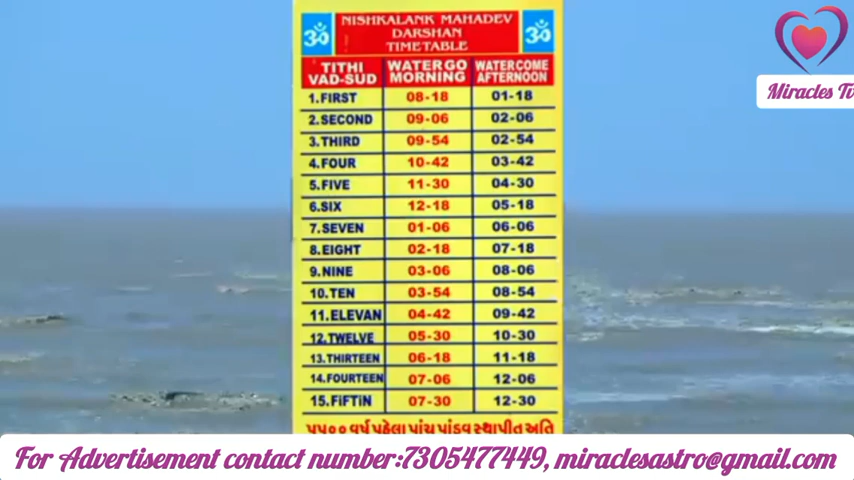 ॐ NISHKALANK MAHADEV ॐ
DARSHAN
TIMETABLE
TITHI VAD-SUD WATER GO MORNING WATER COME AFTERNOON
1.FIRST 08-18 01-18
2.SECOND 09-06 02-06
3.THIRD 09-54 02-54
4.FOUR 10-42 03-42
5.FIVE 11-30 04-30
6.SIX 12-18 05-18
7.SEVEN 01-06 06-06
8.EIGHT 02-18 07-18
9.NINE 03-06 08-06
10.TEN 03-54 08-54
11.ELEVAN 04-42 09-42
12.TWELVE 05-30 10-30
13.THIRTEEN 06-18 11-18
14.FOURTEEN 07-06 12-06
15.FiFTiN 07-30 12-30
૫૫૦૦ વર્ષ પહેલા પાંચ પાંડવ સ્થાપીત અતિ
Miracles Tv
For Advertisement contact number:7305477449, miraclesastro@gmail.com